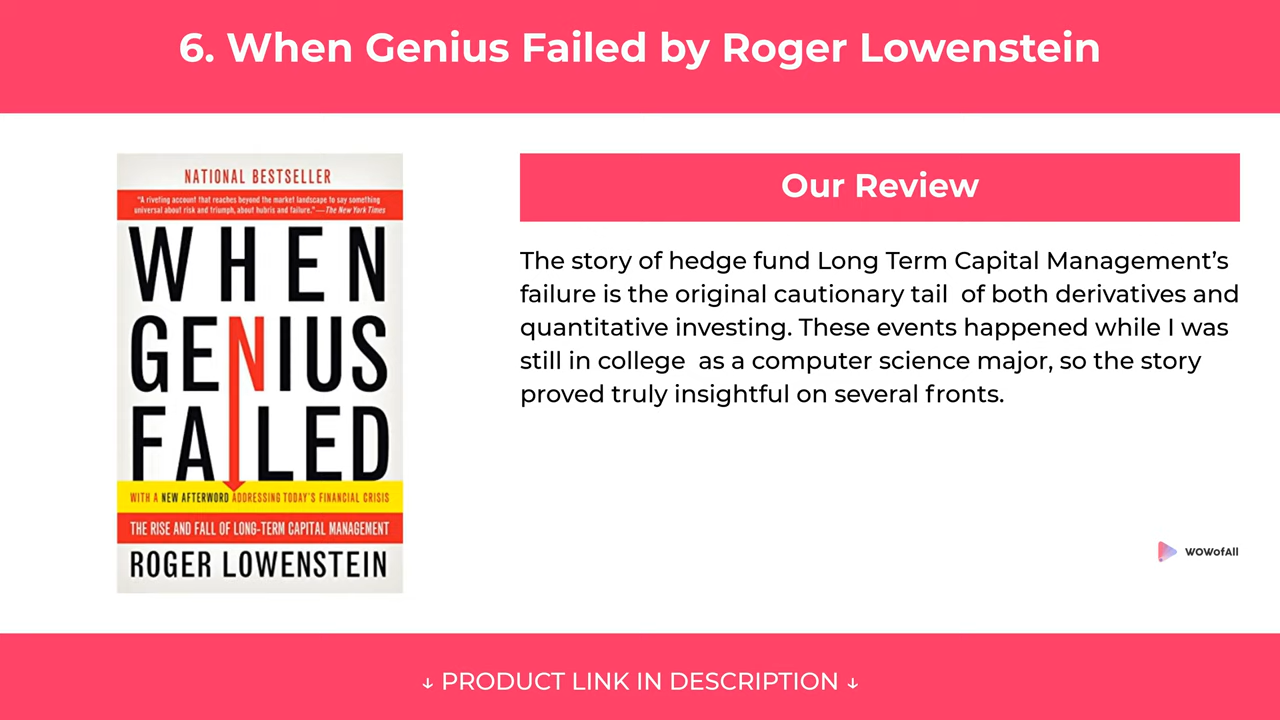 6. When Genius Failed by Roger Lowenstein
NATIONAL BESTSELLER
"A riveting account that reaches beyond the market landscape to say something
universal about risk and triumph, about hubris and failure."—The New York Times
WHEN
GENIUS
FAILED
WITH A NEW AFTERWORD ADDRESSING TODAY'S FINANCIAL CRISIS
THE RISE AND FALL OF LONG-TERM CAPITAL MANAGEMENT
ROGER LOWENSTEIN
Our Review
The story of hedge fund Long Term Capital Management's
failure is the original cautionary tail  of both derivatives and
quantitative investing. These events happened while I was
still in college  as a computer science major, so the story
proved truly insightful on several fronts.
WOWofAll
↓ PRODUCT LINK IN DESCRIPTION ↓